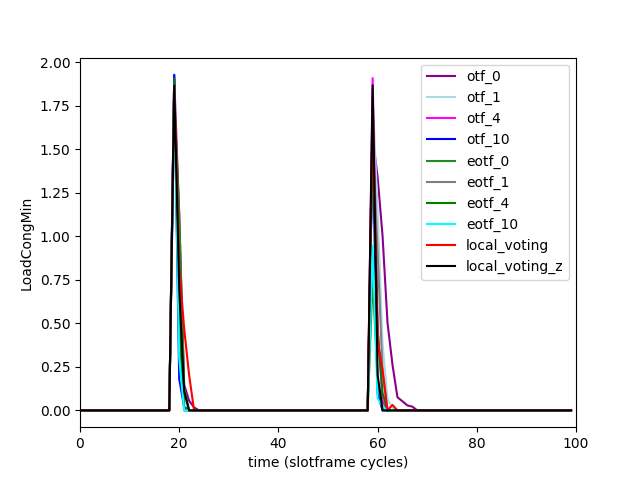 2.00
1.75
1.50
1.25
1.00
0.75
0.50
0.25
0.00
LoadCongMin
0 20 40 60 80 100
time (slotframe cycles)
otf_0
otf_1
otf_4
otf_10
eotf_0
eotf_1
eotf_4
eotf_10
local_voting
local_voting_z